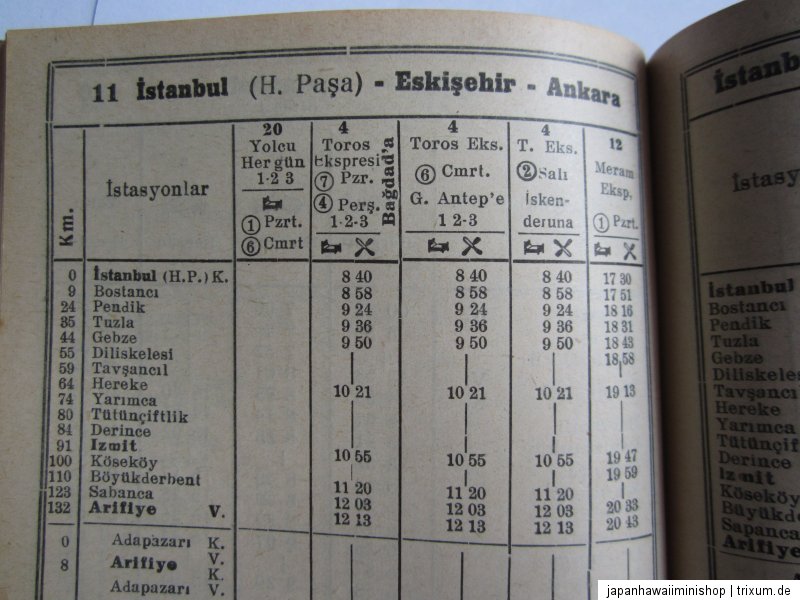 11 İstanbul (H. Paşa) - Eskişehir - Ankara
Km.
İstasyonlar
20
Yolcu
Her gün
1-2 3
① Pzrt.
⑥ Cmrt
4
Toros
Ekspresi
⑦ Pzr.
④ Perş.
1-2-3
Bağdad'a
4
Toros Eks.
⑥ Cmrt.
G. Antep'e
1 2-3
4
T. Eks.
② Salı
İsken-
deruna
12
Meram
Eksp,
① Pzrt.
0 İstanbul (H.P.) K. 8 40 8 40 8 40 17 30
9 Bostancı 8 58 8 58 8 58 17 51
24 Pendik 9 24 9 24 9 24 18 16
35 Tuzla 9 36 9 36 9 36 18 31
44 Gebze 9 50 9 50 9 50 18 43
55 Diliskelesi 18,58
59 Tavşancıl
64 Hereke 10 21 10 21 10 21 19 13
74 Yarımca
80 Tütünçiftlik
84 Derince
91 Izmit 10 55 10 55 10 55 19 47
100 Köseköy 19 59
110 Böyükderbent 11 20 11 20 11 20
123 Sabanca 12 03 12 03 12 03 20 33
132 Arifiye V. 12 13 12 13 12 13 20 43
0 Adapazarı K.
8 Arifiye V.
K.
Adapazarı V.
İstanb
İstasy
İstanbu
Bostanc
Pendik
Tuzla
Gebze
Diliskeles
Tavşancı
Hereke
Yarımca
Tütünçi
Derince
Izmit
Köseköy
Büyükd
Sapanca
Arifiye
japanhawaiiminishop | trixum.de